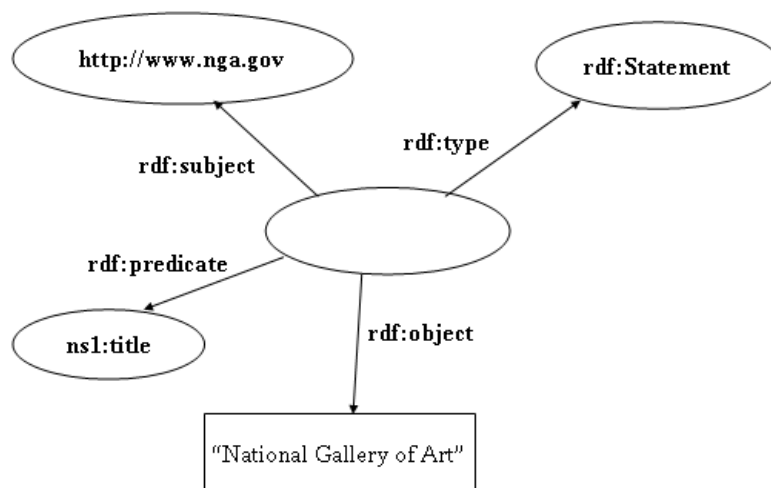 http://www.nga.gov
rdf:Statement
rdf:type
rdf:subject
rdf:predicate
rdf:object
ns1:title
“National Gallery of Art”